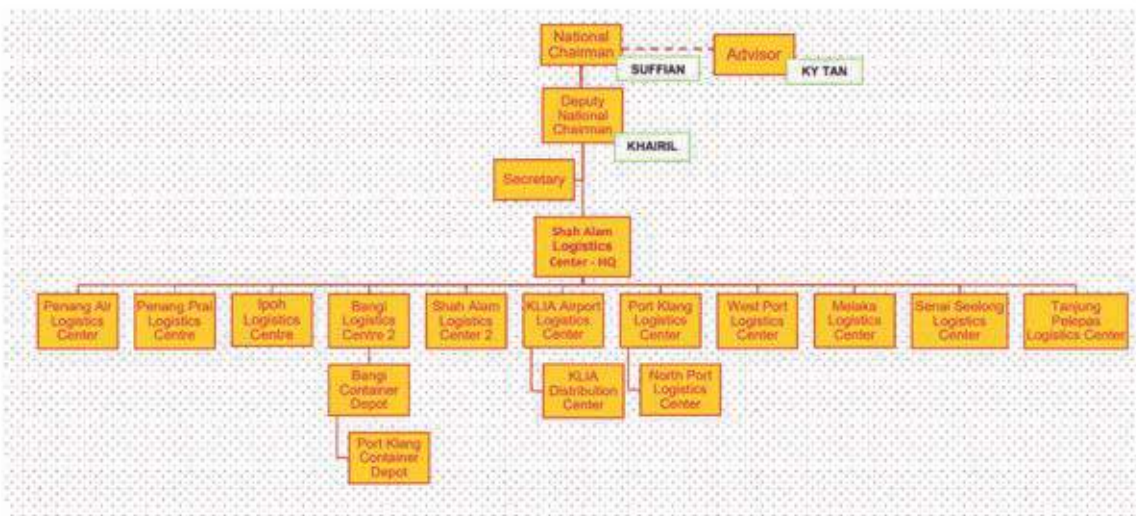 National
Chairman
SUFFIAN
Advisor
KY TAN
Deputy
National
Chairman
KHAIRIL
Secretary
Shah Alam
Logistics
Center - HQ
Penang Air
Logistics
Center
Penang Prai
Logistics
Centre
Ipoh
Logistics
Centre
Bangi
Logistics
Centre 2
Shah Alam
Logistics
Center 2
KLIA Airport
Logistics
Center
Port Klang
Logistics
Center
West Port
Logistics
Center
Melaka
Logistics
Center
Senai Seelong
Logistics
Center
Tanjung
Pelepas
Logistics Center
Bangi
Container
Depot
KLIA
Distribution
Center
North Port
Logistics
Center
Port Klang
Container
Depot